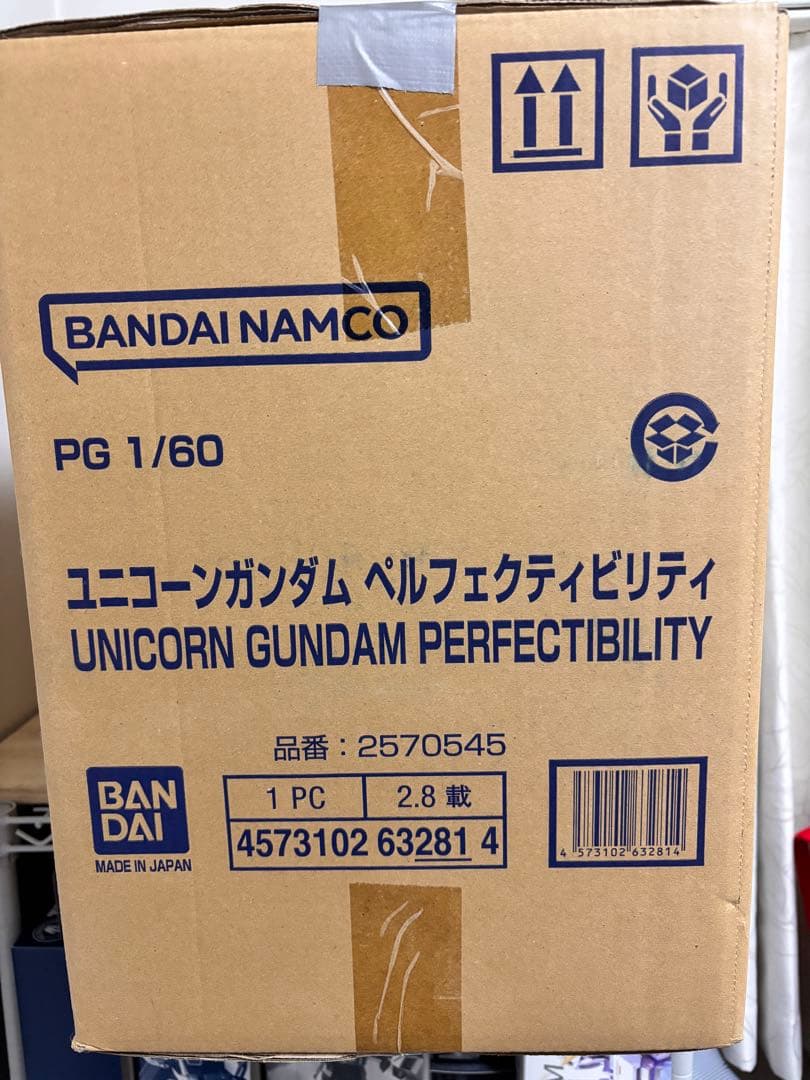 BANDAI NAMCO
PG 1/60
ユニコーンガンダム ペルフェクティビリティ
UNICORN GUNDAM PERFECTIBILITY
品番：2570545
BAN
DAI
MADE IN JAPAN
1 PC
2.8 載
4573102 63281 4
4 573102 632814